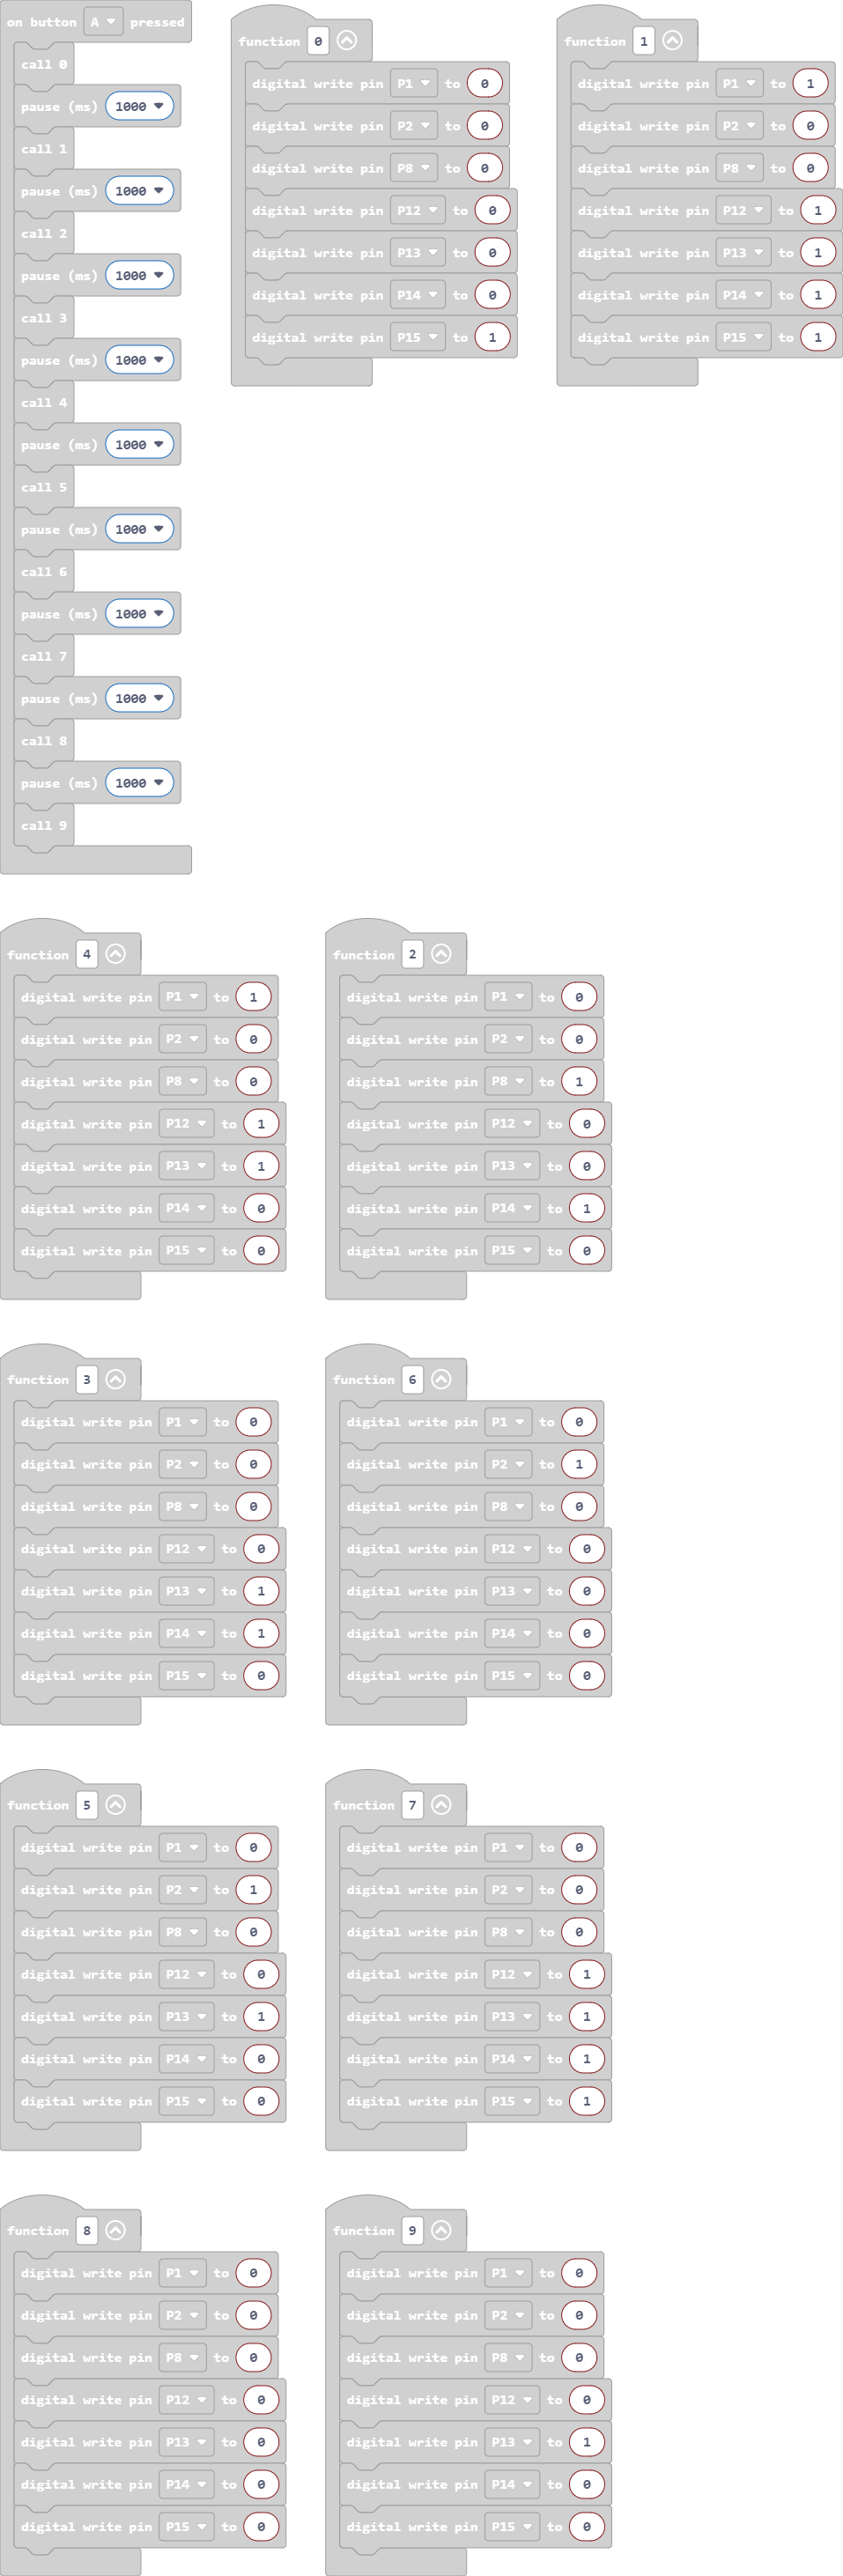 on button A pressed
call 0
pause (ms) 1000
call 1
pause (ms) 1000
call 2
pause (ms) 1000
call 3
pause (ms) 1000
call 4
pause (ms) 1000
call 5
pause (ms) 1000
call 6
pause (ms) 1000
call 7
pause (ms) 1000
call 8
pause (ms) 1000
call 9
function 0
digital write pin P1 to 0
digital write pin P2 to 0
digital write pin P8 to 0
digital write pin P12 to 0
digital write pin P13 to 0
digital write pin P14 to 0
digital write pin P15 to 1
function 1
digital write pin P1 to 1
digital write pin P2 to 0
digital write pin P8 to 0
digital write pin P12 to 1
digital write pin P13 to 1
digital write pin P14 to 1
digital write pin P15 to 1
function 4
digital write pin P1 to 1
digital write pin P2 to 0
digital write pin P8 to 0
digital write pin P12 to 1
digital write pin P13 to 1
digital write pin P14 to 0
digital write pin P15 to 0
function 2
digital write pin P1 to 0
digital write pin P2 to 0
digital write pin P8 to 1
digital write pin P12 to 0
digital write pin P13 to 0
digital write pin P14 to 1
digital write pin P15 to 0
function 3
digital write pin P1 to 0
digital write pin P2 to 0
digital write pin P8 to 0
digital write pin P12 to 0
digital write pin P13 to 1
digital write pin P14 to 1
digital write pin P15 to 0
function 6
digital write pin P1 to 0
digital write pin P2 to 1
digital write pin P8 to 0
digital write pin P12 to 0
digital write pin P13 to 0
digital write pin P14 to 0
digital write pin P15 to 0
function 5
digital write pin P1 to 0
digital write pin P2 to 1
digital write pin P8 to 0
digital write pin P12 to 0
digital write pin P13 to 1
digital write pin P14 to 0
digital write pin P15 to 0
function 7
digital write pin P1 to 0
digital write pin P2 to 0
digital write pin P8 to 0
digital write pin P12 to 1
digital write pin P13 to 1
digital write pin P14 to 1
digital write pin P15 to 1
function 8
digital write pin P1 to 0
digital write pin P2 to 0
digital write pin P8 to 0
digital write pin P12 to 0
digital write pin P13 to 0
digital write pin P14 to 0
digital write pin P15 to 0
function 9
digital write pin P1 to 0
digital write pin P2 to 0
digital write pin P8 to 0
digital write pin P12 to 0
digital write pin P13 to 1
digital write pin P14 to 0
digital write pin P15 to 0